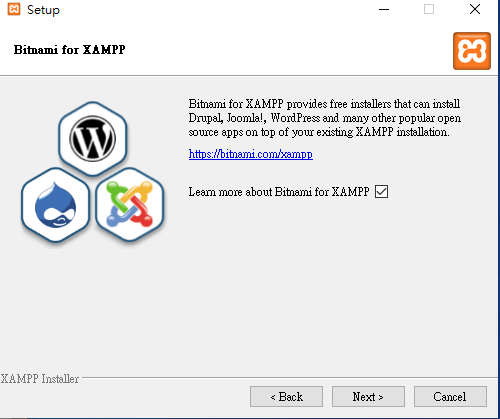 Setup
Bitnami for XAMPP
Bitnami for XAMPP provides free installers that can install
Drupal, Joomla!, WordPress and many other popular open
source apps on top of your existing XAMPP installation.
https://bitnami.com/xampp
Learn more about Bitnami for XAMPP
XAMPP Installer
< Back
Next >
Cancel